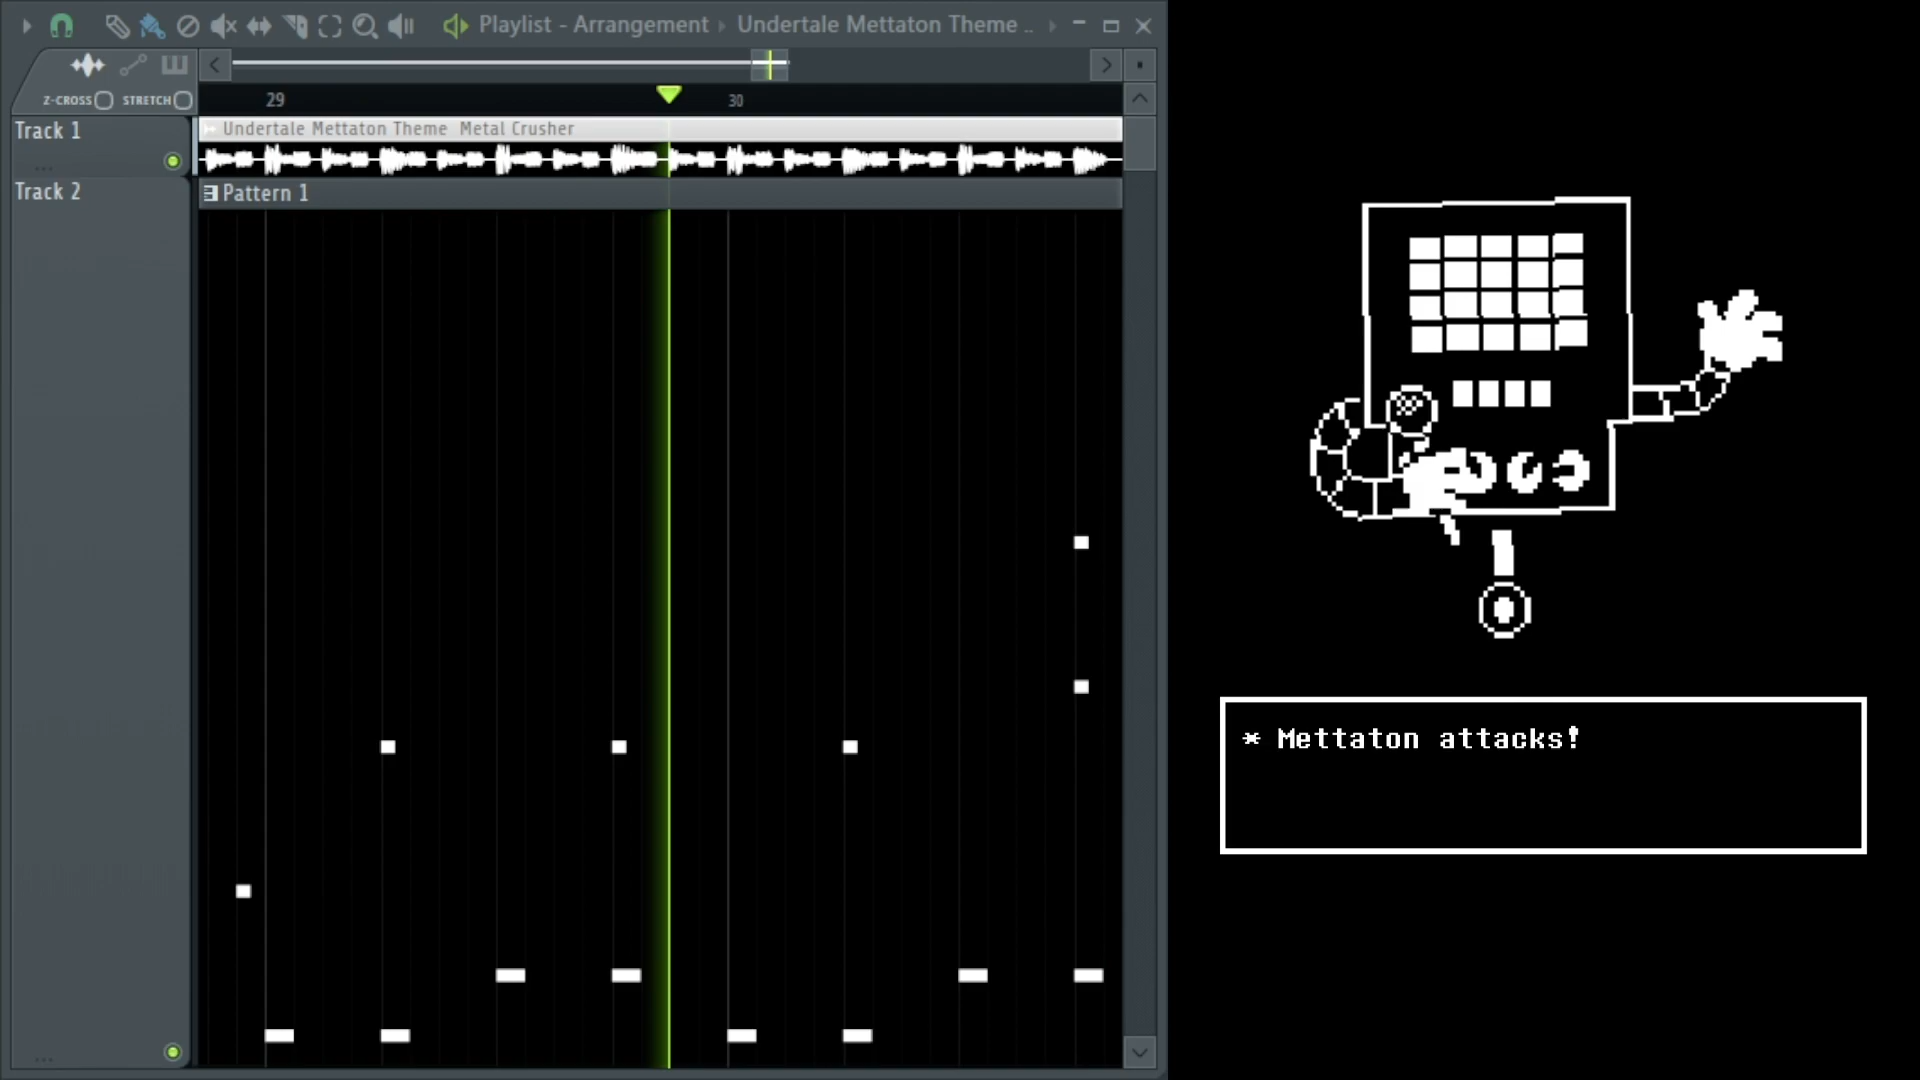 Playlist - Arrangement › Undertale Mettaton Theme ..
Z-CROSS STRETCH
29 30
Track 1
Undertale Mettaton Theme Metal Crusher
Track 2
Pattern 1
* Mettaton attacks!